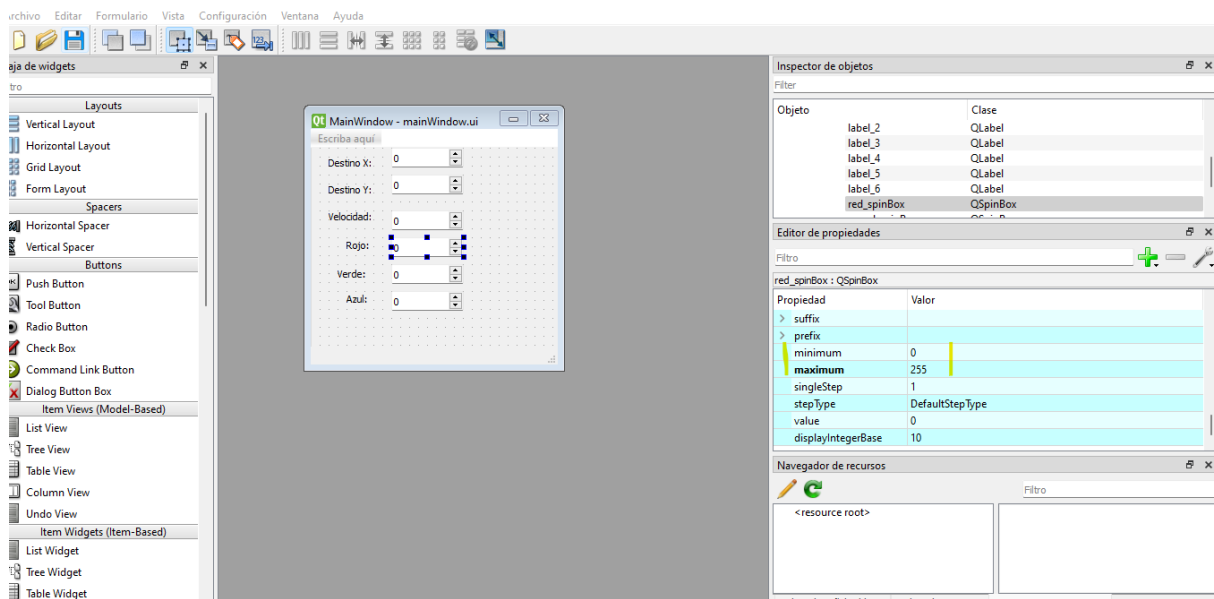 Archivo Editar Formulario Vista Configuración Ventana Ayuda
aja de widgets
tro
Layouts
Vertical Layout
Horizontal Layout
Grid Layout
Form Layout
Spacers
Horizontal Spacer
Vertical Spacer
Buttons
Push Button
Tool Button
Radio Button
Check Box
Command Link Button
Dialog Button Box
Item Views (Model-Based)
List View
Tree View
Table View
Column View
Undo View
Item Widgets (Item-Based)
List Widget
Tree Widget
Table Widget
Qt MainWindow - mainWindow.ui
Escriba aquí
Destino X: 0
Destino Y: 0
Velocidad: 0
Rojo: 0
Verde: 0
Azul: 0
Inspector de objetos
Filter
Objeto Clase
label_2 QLabel
label_3 QLabel
label_4 QLabel
label_5 QLabel
label_6 QLabel
red_spinBox QSpinBox
Editor de propiedades
Filtro
red_spinBox : QSpinBox
Propiedad Valor
> suffix
> prefix
minimum 0
maximum 255
singleStep 1
stepType DefaultStepType
value 0
displayIntegerBase 10
Navegador de recursos
Filtro
<resource root>